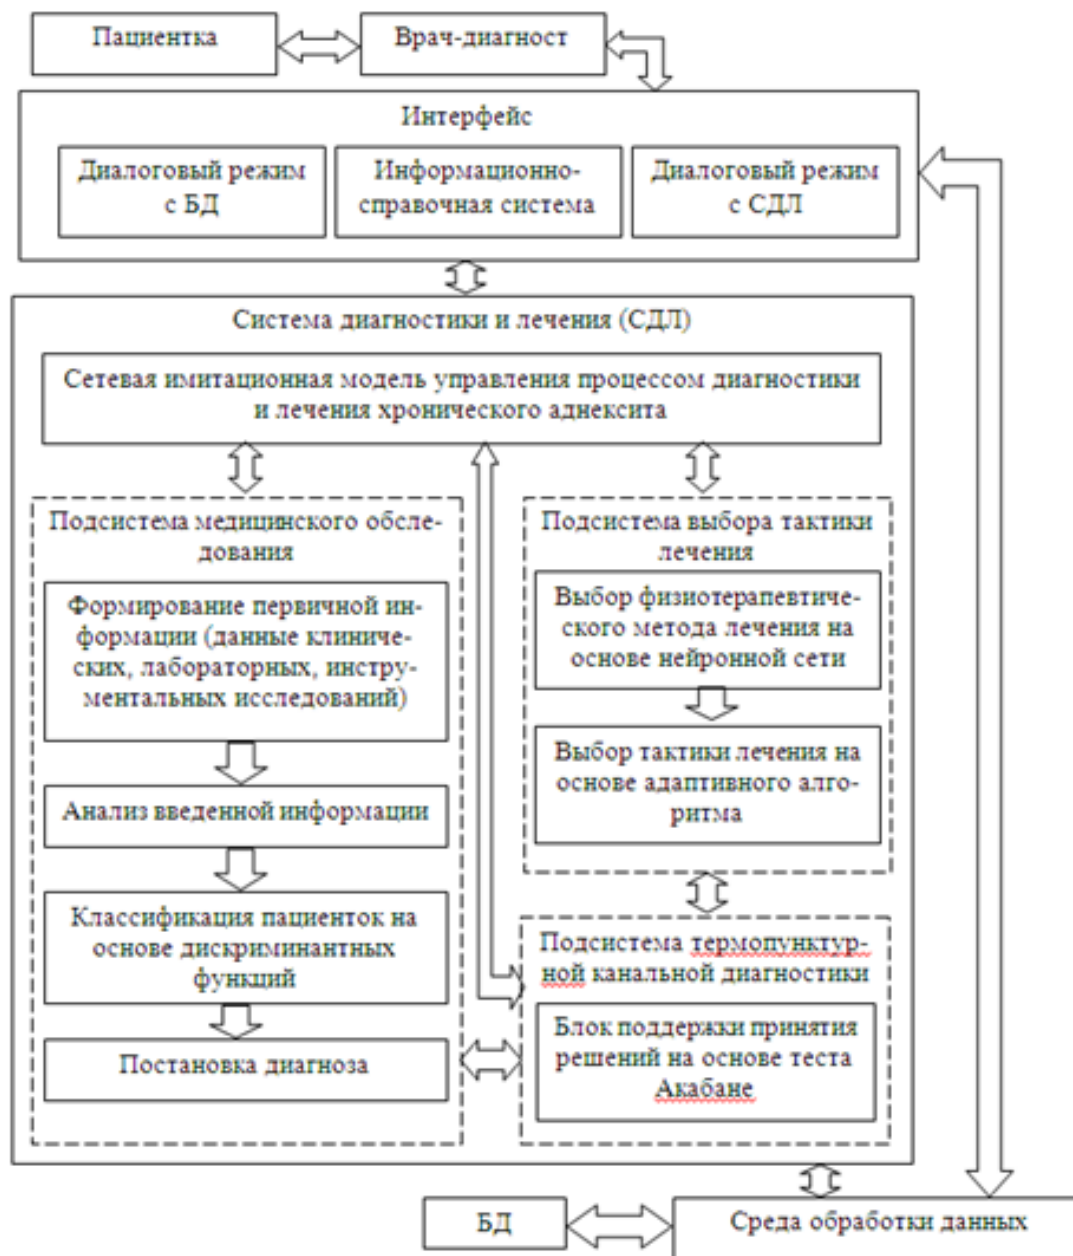 Пациентка
Врач-диагност
Интерфейс
Диалоговый режим
с БД
Информационно-
справочная система
Диалоговый режим
с СДЛ
Система диагностики и лечения (СДЛ)
Сетевая имитационная модель управления процессом диагностики
и лечения хронического аднексита
Подсистема медицинского обсле-
дования
Формирование первичной ин-
формации (данные клиничес-
ких, лабораторных, инстру-
ментальных исследований)
Анализ введенной информации
Классификация пациенток на
основе дискриминантных
функций
Постановка диагноза
Подсистема выбора тактики
лечения
Выбор физиотерапевтиче-
ского метода лечения на
основе нейронной сети
Выбор тактики лечения на
основе адаптивного алго-
ритма
Подсистема термопунктур-
ной канальной диагностики
Блок поддержки принятия
решений на основе теста
Акабане
БД
Среда обработки данных